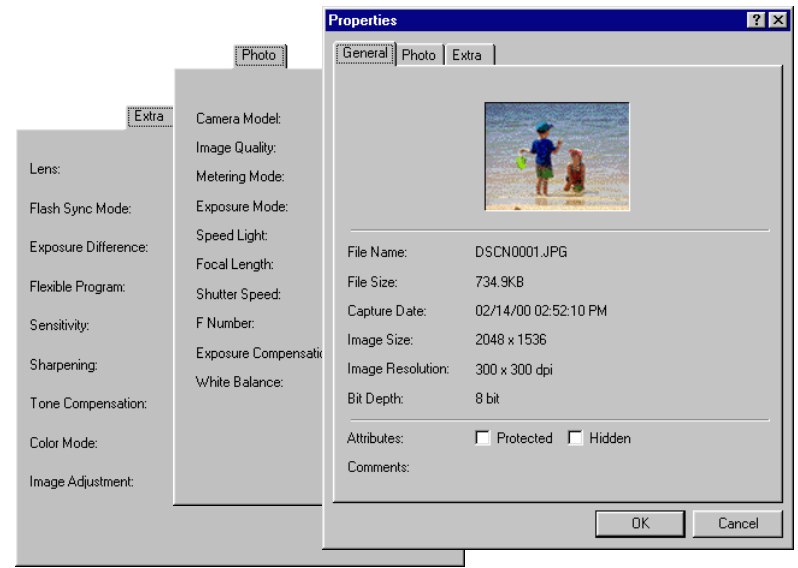 Properties
General Photo Extra
File Name: DSCN0001.JPG
File Size: 734.9KB
Capture Date: 02/14/00 02:52:10 PM
Image Size: 2048 x 1536
Image Resolution: 300 x 300 dpi
Bit Depth: 8 bit
Attributes: Protected Hidden
Comments:
OK Cancel
Photo
Camera Model:
Image Quality:
Metering Mode:
Exposure Mode:
Speed Light:
Focal Length:
Shutter Speed:
F Number:
Exposure Compensatio
White Balance:
Extra
Lens:
Flash Sync Mode:
Exposure Difference:
Flexible Program:
Sensitivity:
Sharpening:
Tone Compensation:
Color Mode:
Image Adjustment: